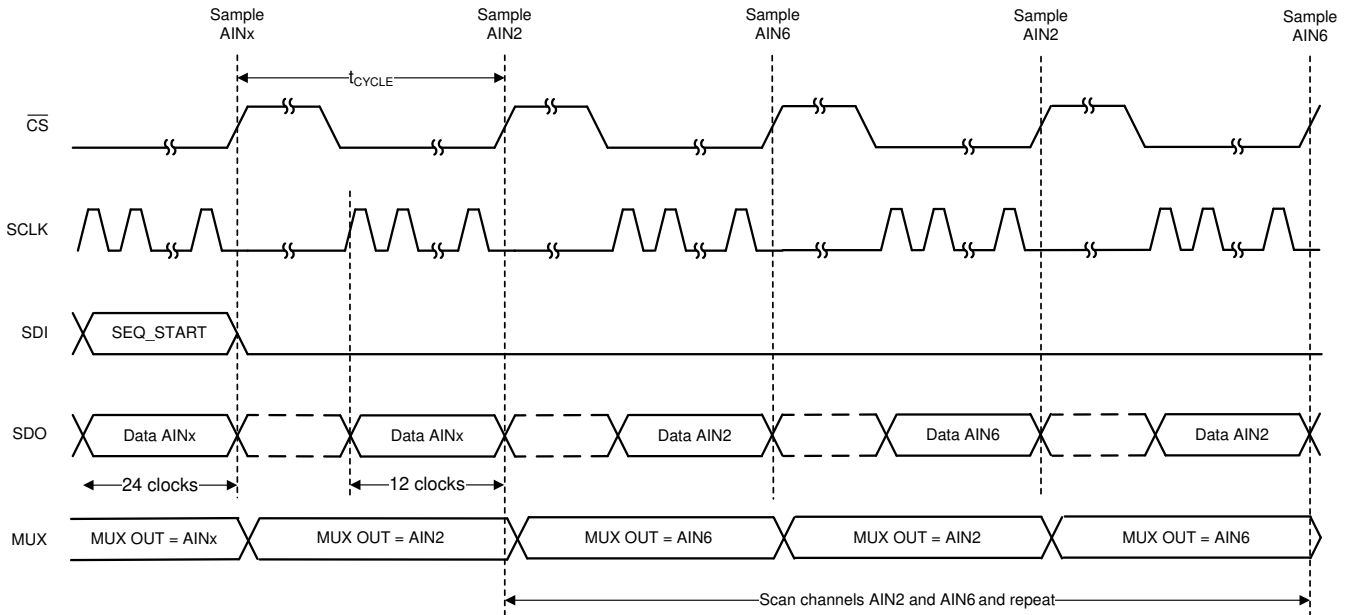 Sample
AINx
Sample
AIN2
Sample
AIN6
Sample
AIN2
Sample
AIN6
tCYCLE
CS
SCLK
SDI
SEQ_START
SDO
Data AINx
Data AINx
Data AIN2
Data AIN6
Data AIN2
24 clocks
12 clocks
MUX
MUX OUT = AINx
MUX OUT = AIN2
MUX OUT = AIN6
MUX OUT = AIN2
MUX OUT = AIN6
Scan channels AIN2 and AIN6 and repeat